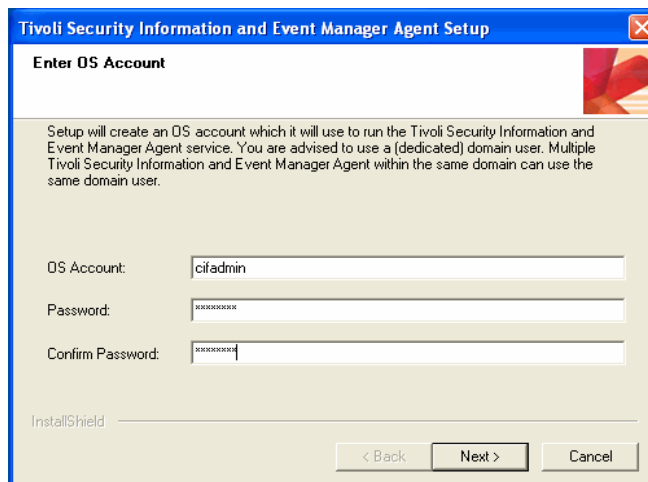 Tivoli Security Information and Event Manager Agent Setup
Enter OS Account
Setup will create an OS account which it will use to run the Tivoli Security Information and
Event Manager Agent service. You are advised to use a (dedicated) domain user. Multiple
Tivoli Security Information and Event Manager Agent within the same domain can use the
same domain user.
OS Account: cifadmin
Password: ********
Confirm Password: ********
InstallShield
< Back Next > Cancel